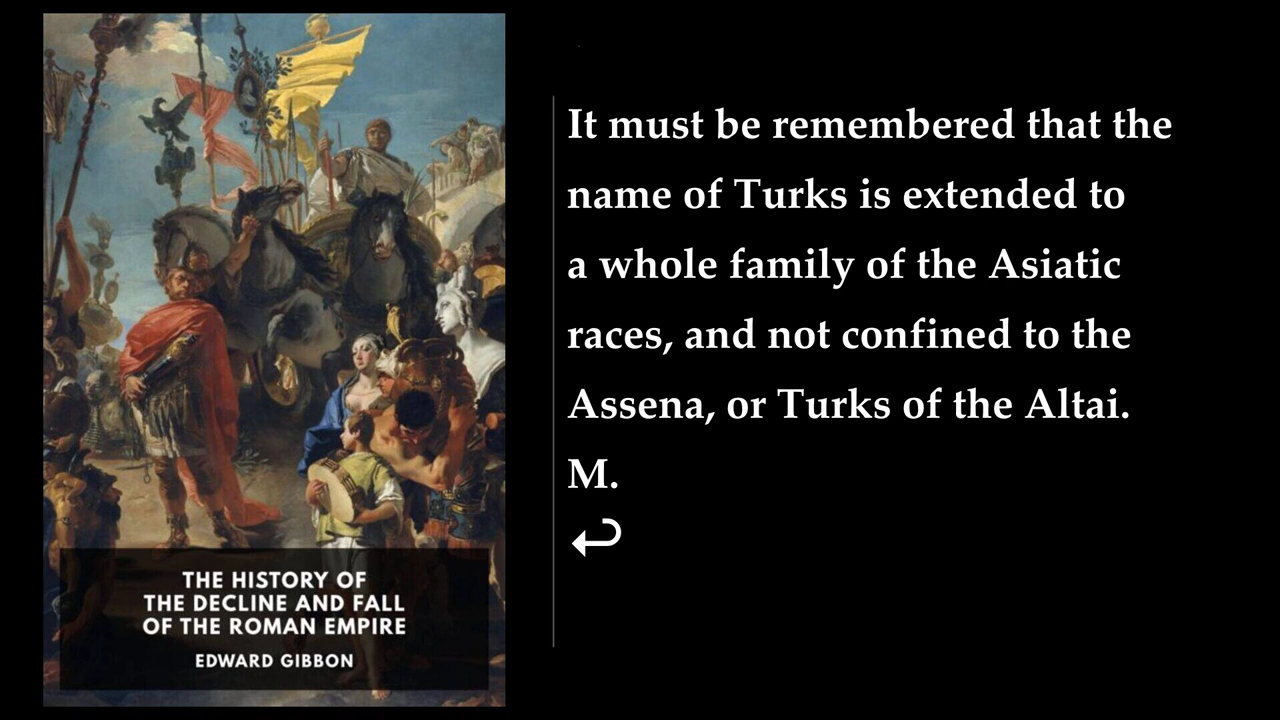 THE HISTORY OF
THE DECLINE AND FALL
OF THE ROMAN EMPIRE
EDWARD GIBBON
It must be remembered that the
name of Turks is extended to
a whole family of the Asiatic
races, and not confined to the
Assena, or Turks of the Altai.
M.
↩